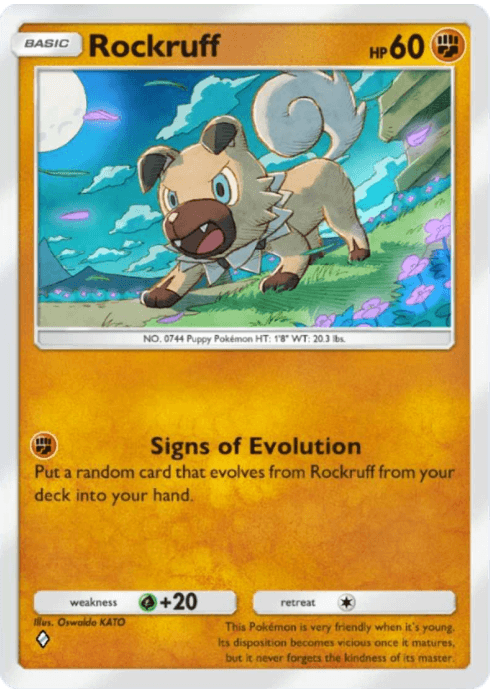 BASIC Rockruff HP 60
NO. 0744 Puppy Pokémon HT: 1'8" WT: 20.3 lbs.
Signs of Evolution
Put a random card that evolves from Rockruff from your
deck into your hand.
weakness +20 retreat
Illus. Oswaldo KATO
This Pokémon is very friendly when it's young.
Its disposition becomes vicious once it matures,
but it never forgets the kindness of its master.